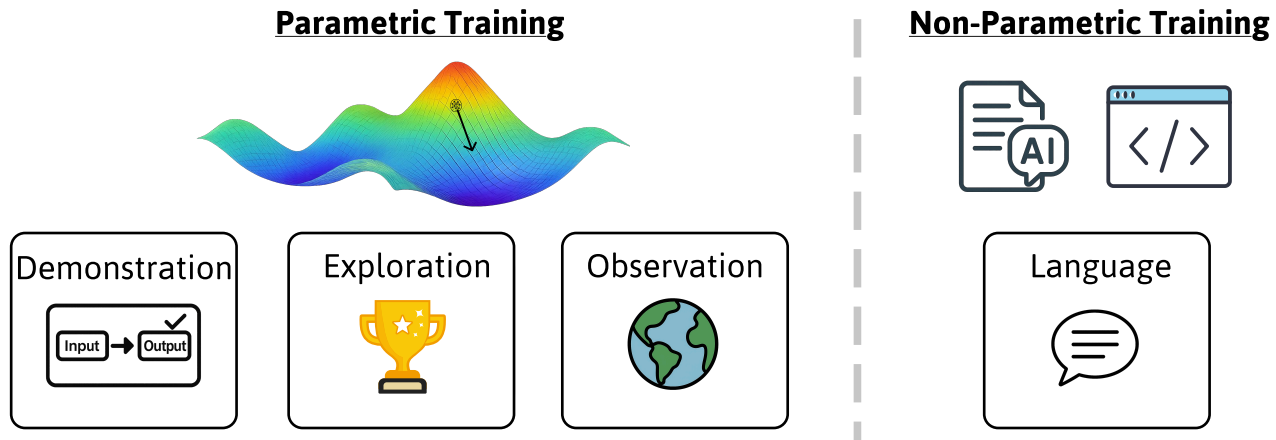 Parametric Training
Non-Parametric Training
AI
</>
Demonstration
Input
Output
Exploration
Observation
Language